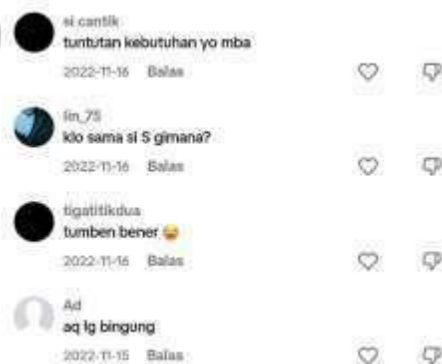 si cantik
tuntutan kebutuhan yo mba
2022-11-16 Balas
lin_75
klo sama si S gimana?
2022-11-16 Balas
tigatitikdua
tumben bener 😂
2022-11-16 Balas
Ad
aq lg bingung
2022-11-15 Balas